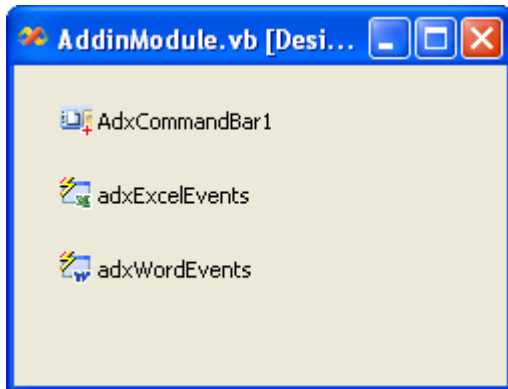 AddinModule.vb [Desi...
AdxCommandBar1
adxExcelEvents
adxWordEvents